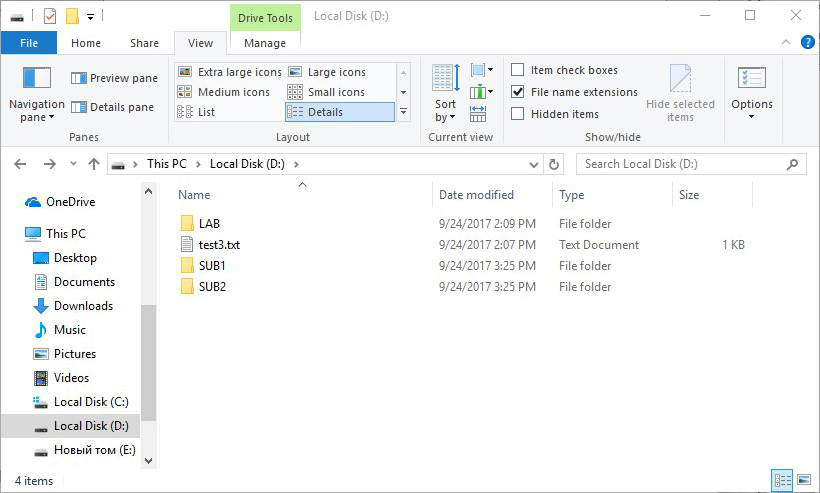 Drive Tools Local Disk (D:)
File Home Share View Manage
Navigation pane Preview pane Details pane
Extra large icons Large icons
Medium icons Small icons
List Details
Sort by
Item check boxes
File name extensions
Hidden items
Hide selected items
Options
Panes Layout Current view Show/hide
This PC Local Disk (D:) Search Local Disk (D:)
Name Date modified Type Size
LAB 9/24/2017 2:09 PM File folder
test3.txt 9/24/2017 2:07 PM Text Document 1 KB
SUB1 9/24/2017 3:25 PM File folder
SUB2 9/24/2017 3:25 PM File folder
OneDrive
This PC
Desktop
Documents
Downloads
Music
Pictures
Videos
Local Disk (C:)
Local Disk (D:)
Новый том (E:)
4 items